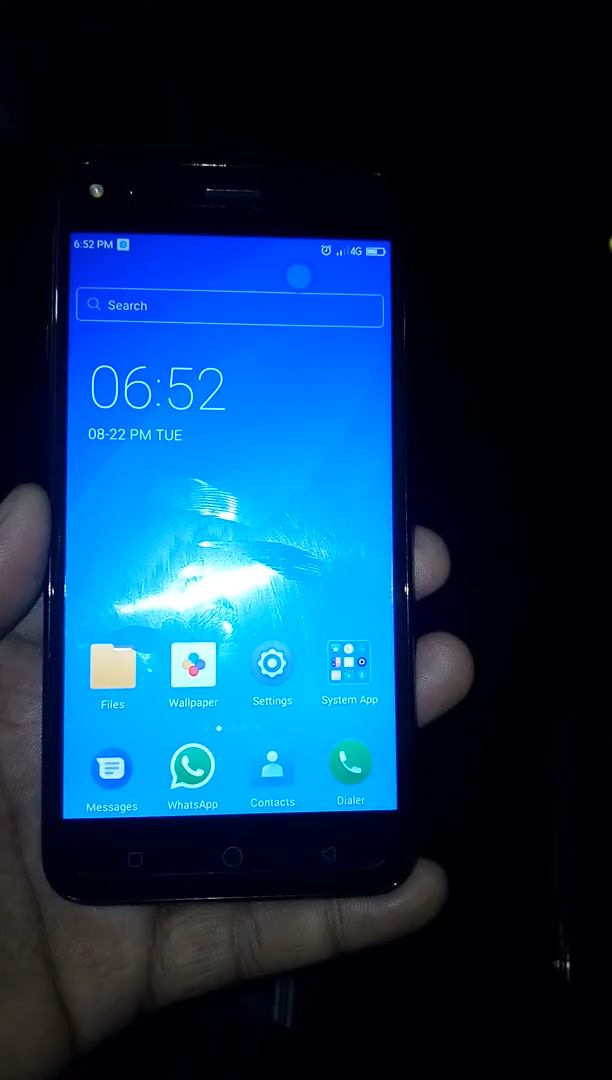 6:52 PM 4G
Search
06:52
08-22 PM TUE
Files Wallpaper Settings System App
Messages WhatsApp Contacts Dialer